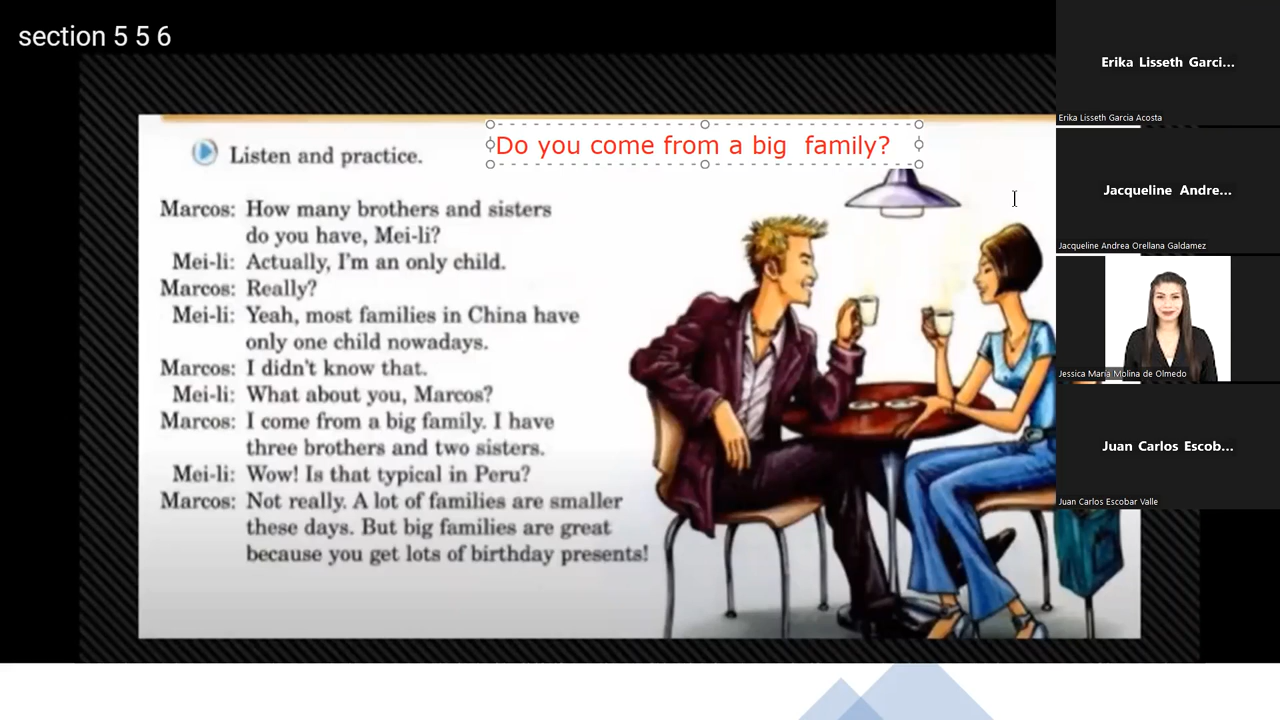 section 5 5 6
Do you come from a big  family?
Listen and practice.
Marcos: How many brothers and sisters
do you have, Mei-li?
Mei-li: Actually, I'm an only child.
Marcos: Really?
Mei-li: Yeah, most families in China have
only one child nowadays.
Marcos: I didn't know that.
Mei-li: What about you, Marcos?
Marcos: I come from a big family. I have
three brothers and two sisters.
Mei-li: Wow! Is that typical in Peru?
Marcos: Not really. A lot of families are smaller
these days. But big families are great
because you get lots of birthday presents!
Erika Lisseth Garci...
Erika Lisseth Garcia Acosta
Jacqueline Andre...
Jacqueline Andrea Orellana Galdamez
Jessica María Molina de Olmedo
Juan Carlos Escob...
Juan Carlos Escobar Valle